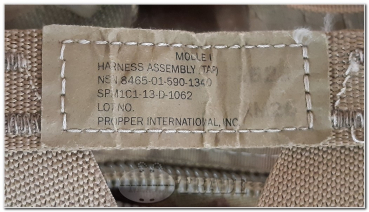 MOLLE II
HARNESS ASSEMBLY (TAP)
NSN 8465-01-590-1340
SPM1C1-13-D-1062
LOT NO.
PROPPER INTERNATIONAL, INC.